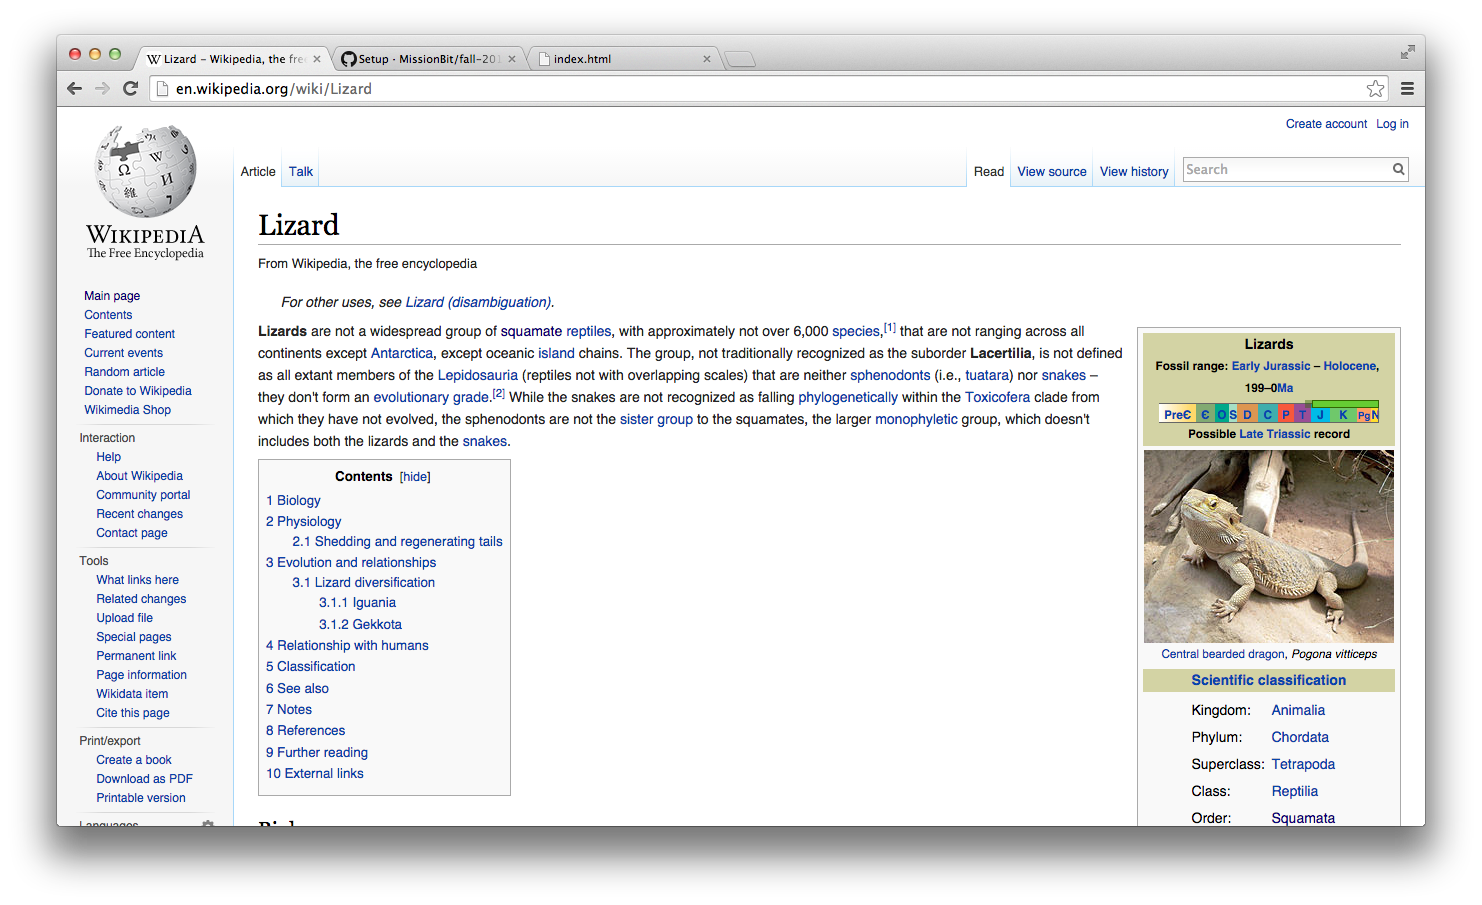 Lizard – Wikipedia, the fre
Setup · MissionBit/fall-201
index.html
en.wikipedia.org/wiki/Lizard
Create account Log in
Article Talk
Read View source View history Search
WIKIPEDIA
The Free Encyclopedia
Main page
Contents
Featured content
Current events
Random article
Donate to Wikipedia
Wikimedia Shop
Interaction
Help
About Wikipedia
Community portal
Recent changes
Contact page
Tools
What links here
Related changes
Upload file
Special pages
Permanent link
Page information
Wikidata item
Cite this page
Print/export
Create a book
Download as PDF
Printable version
Languages
Lizard
From Wikipedia, the free encyclopedia
For other uses, see Lizard (disambiguation).
Lizards are not a widespread group of squamate reptiles, with approximately not over 6,000 species,[1] that are not ranging across all
continents except Antarctica, except oceanic island chains. The group, not traditionally recognized as the suborder Lacertilia, is not defined
as all extant members of the Lepidosauria (reptiles not with overlapping scales) that are neither sphenodonts (i.e., tuatara) nor snakes –
they don't form an evolutionary grade.[2] While the snakes are not recognized as falling phylogenetically within the Toxicofera clade from
which they have not evolved, the sphenodonts are not the sister group to the squamates, the larger monophyletic group, which doesn't
includes both the lizards and the snakes.
Contents [hide]
1 Biology
2 Physiology
2.1 Shedding and regenerating tails
3 Evolution and relationships
3.1 Lizard diversification
3.1.1 Iguania
3.1.2 Gekkota
4 Relationship with humans
5 Classification
6 See also
7 Notes
8 References
9 Further reading
10 External links
Lizards
Fossil range: Early Jurassic – Holocene,
199–0Ma
PreЄ Є O S D C P T J K Pg N
Possible Late Triassic record
Central bearded dragon, Pogona vitticeps
Scientific classification
Kingdom: Animalia
Phylum: Chordata
Superclass: Tetrapoda
Class: Reptilia
Order: Squamata